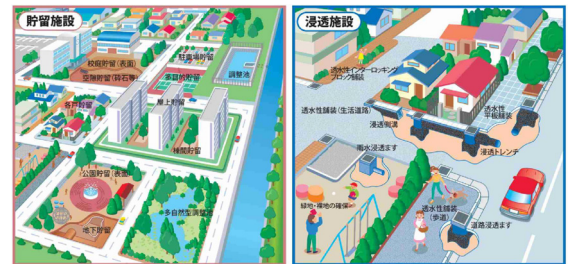 貯留施設
校庭貯留(表面)
空隙貯留(砕石等)
駐車場貯留
多目的貯留
調整池
各戸貯留
屋上貯留
棟間貯留
公園貯留(表面)
地下貯留
多自然型調整池
浸透施設
透水性インターロッキング
ブロック舗装
透水性舗装(生活道路)
浸透側溝
透水性
平板舗装
雨水浸透ます
浸透トレンチ
緑地・裸地の確保
透水性舗装
(歩道)
道路浸透ます